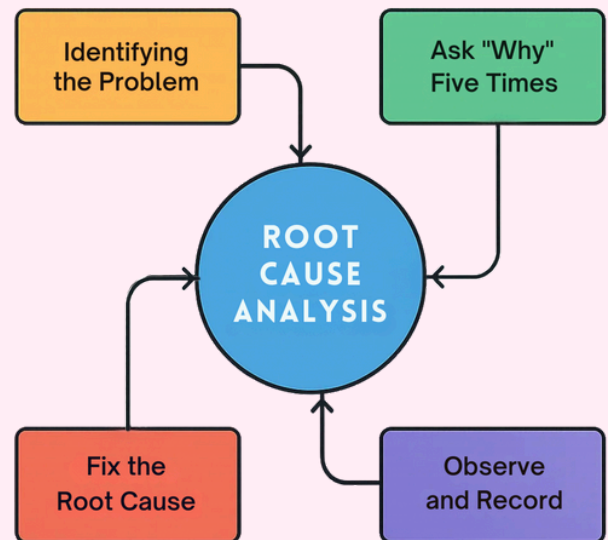 Identifying
the Problem
Ask "Why"
Five Times
ROOT
CAUSE
ANALYSIS
Fix the
Root Cause
Observe
and Record